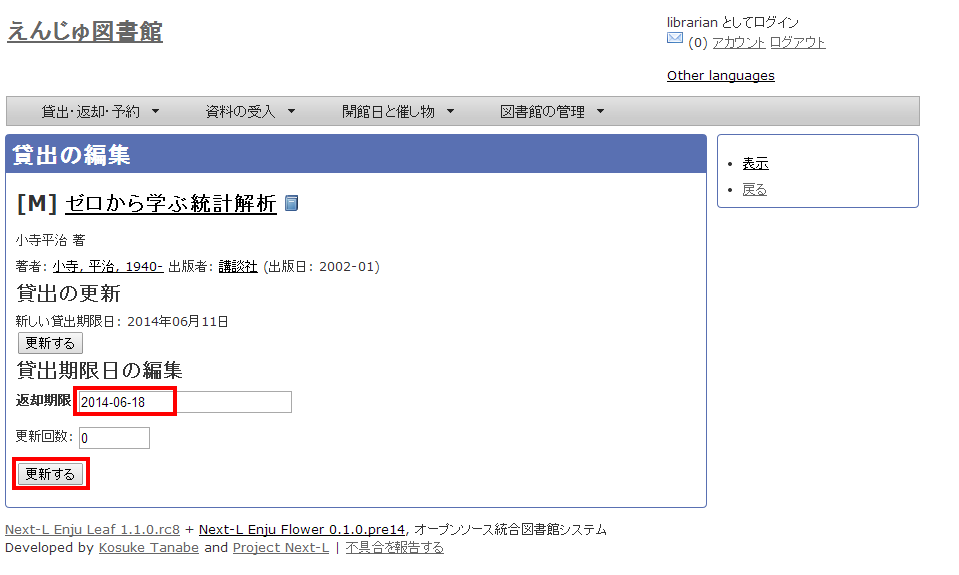 えんじゅ図書館
librarian としてログイン
(0) アカウント ログアウト
Other languages
貸出・返却・予約 資料の受入 開館日と催し物 図書館の管理
貸出の編集
[M] ゼロから学ぶ統計解析
小寺平治 著
著者: 小寺, 平治, 1940- 出版者: 講談社 (出版日: 2002-01)
貸出の更新
新しい貸出期限日: 2014年06月11日
更新する
貸出期限日の編集
返却期限 2014-06-18
更新回数: 0
更新する
• 表示
• 戻る
Next-L Enju Leaf 1.1.0.rc8 + Next-L Enju Flower 0.1.0.pre14, オープンソース統合図書館システム
Developed by Kosuke Tanabe and Project Next-L | 不具合を報告する